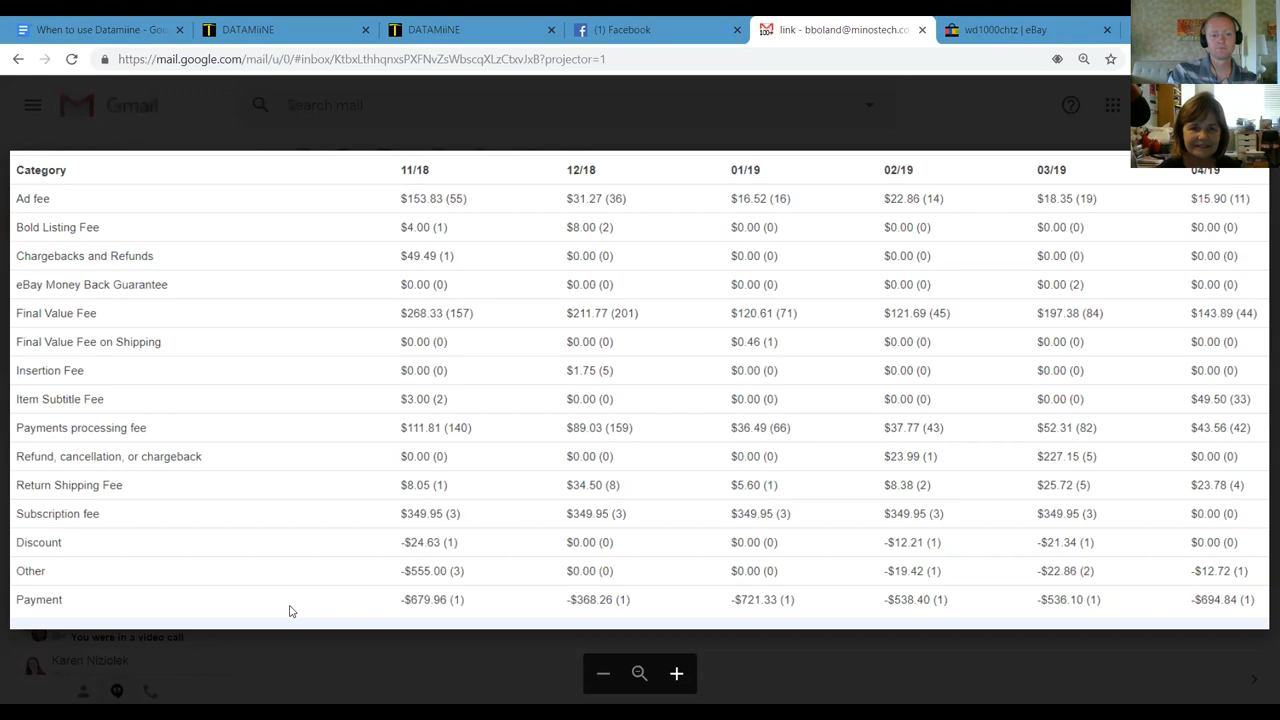 When to use Datamiine - Goo
DATAMiiNE
DATAMiiNE
(1) Facebook
link - bboland@minostech.co
wd1000chtz | eBay
https://mail.google.com/mail/u/0/#inbox/KtbxLthhqnxsPXFNvZsWbscqXLzCtxvJxB?projector=1
Gmail
Search mail
Category 11/18 12/18 01/19 02/19 03/19 04/19
Ad fee $153.83 (55) $31.27 (36) $16.52 (16) $22.86 (14) $18.35 (19) $15.90 (11)
Bold Listing Fee $4.00 (1) $8.00 (2) $0.00 (0) $0.00 (0) $0.00 (0) $0.00 (0)
Chargebacks and Refunds $49.49 (1) $0.00 (0) $0.00 (0) $0.00 (0) $0.00 (0) $0.00 (0)
eBay Money Back Guarantee $0.00 (0) $0.00 (0) $0.00 (0) $0.00 (0) $0.00 (2) $0.00 (0)
Final Value Fee $268.33 (157) $211.77 (201) $120.61 (71) $121.69 (45) $197.38 (84) $143.89 (44)
Final Value Fee on Shipping $0.00 (0) $0.00 (0) $0.46 (1) $0.00 (0) $0.00 (0) $0.00 (0)
Insertion Fee $0.00 (0) $1.75 (5) $0.00 (0) $0.00 (0) $0.00 (0) $0.00 (0)
Item Subtitle Fee $3.00 (2) $0.00 (0) $0.00 (0) $0.00 (0) $0.00 (0) $49.50 (33)
Payments processing fee $111.81 (140) $89.03 (159) $36.49 (66) $37.77 (43) $52.31 (82) $43.56 (42)
Refund, cancellation, or chargeback $0.00 (0) $0.00 (0) $0.00 (0) $23.99 (1) $227.15 (5) $0.00 (0)
Return Shipping Fee $8.05 (1) $34.50 (8) $5.60 (1) $8.38 (2) $25.72 (5) $23.78 (4)
Subscription fee $349.95 (3) $349.95 (3) $349.95 (3) $349.95 (3) $349.95 (3) $0.00 (0)
Discount -$24.63 (1) $0.00 (0) $0.00 (0) -$12.21 (1) -$21.34 (1) $0.00 (0)
Other -$555.00 (3) $0.00 (0) $0.00 (0) -$19.42 (1) -$22.86 (2) -$12.72 (1)
Payment -$679.96 (1) -$368.26 (1) -$721.33 (1) -$538.40 (1) -$536.10 (1) -$694.84 (1)
You were in a video call
Karen Niziolek